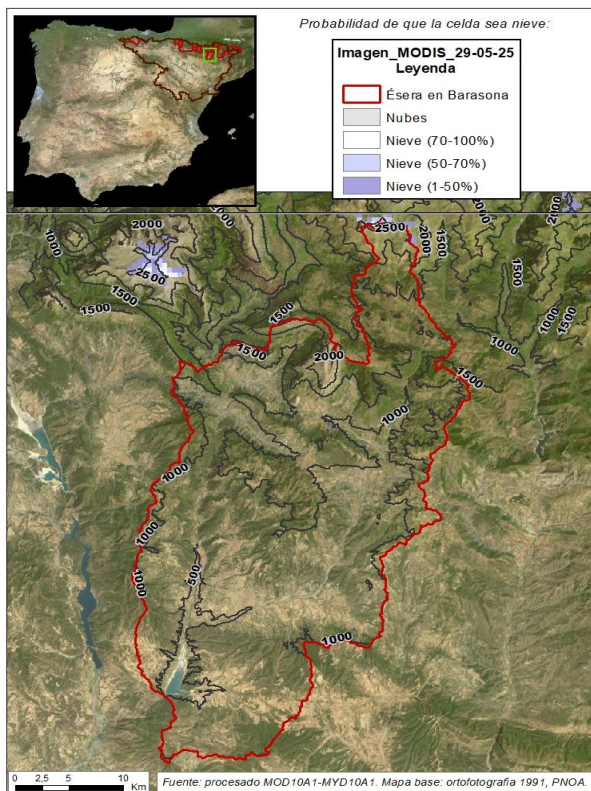 Probabilidad de que la celda sea nieve:
Imagen_MODIS_29-05-25
Leyenda
Ésera en Barasona
Nubes
Nieve (70-100%)
Nieve (50-70%)
Nieve (1-50%)
2000
2000
2000
1000
2500
2000
1500
1500
2500
1500
1000
1500
1500
1500
1500
2000
1000
1500
1000
1000
1000
1000
500
1000
0 2,5 5 10
Km
Fuente: procesado MOD10A1-MYD10A1. Mapa base: ortofotografía 1991, PNOA.